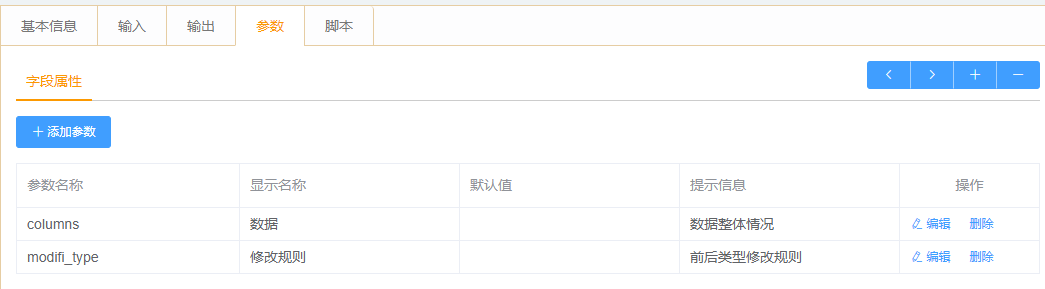 基本信息 输入 输出 参数 脚本
字段属性
添加参数
参数名称 显示名称 默认值 提示信息 操作
columns 数据 数据整体情况 编辑 删除
modifi_type 修改规则 前后类型修改规则 编辑 删除